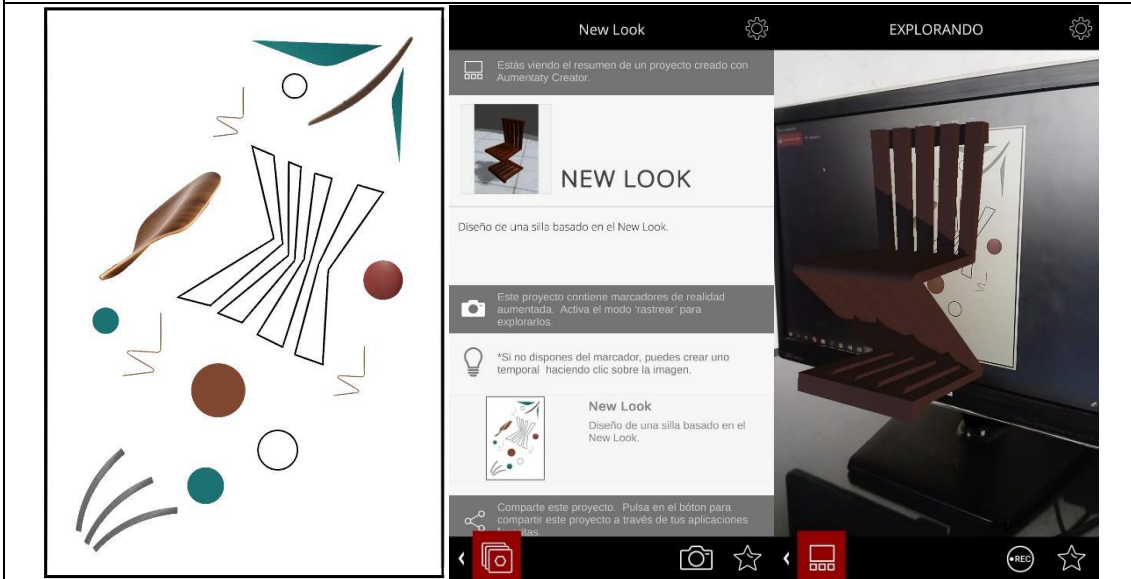 New Look
Estás viendo el resumen de un proyecto creado con
Aumentaty Creator.
NEW LOOK
Diseño de una silla basado en el New Look.
Este proyecto contiene marcadores de realidad
aumentada. Activa el modo 'rastrear' para
explorarlos.
*Si no dispones del marcador, puedes crear uno
temporal haciendo clic sobre la imagen.
New Look
Diseño de una silla basado en el
New Look.
Comparte este proyecto. Pulsa en el bóton para
compartir este proyecto a través de tus aplicaciones
EXPLORANDO
REC